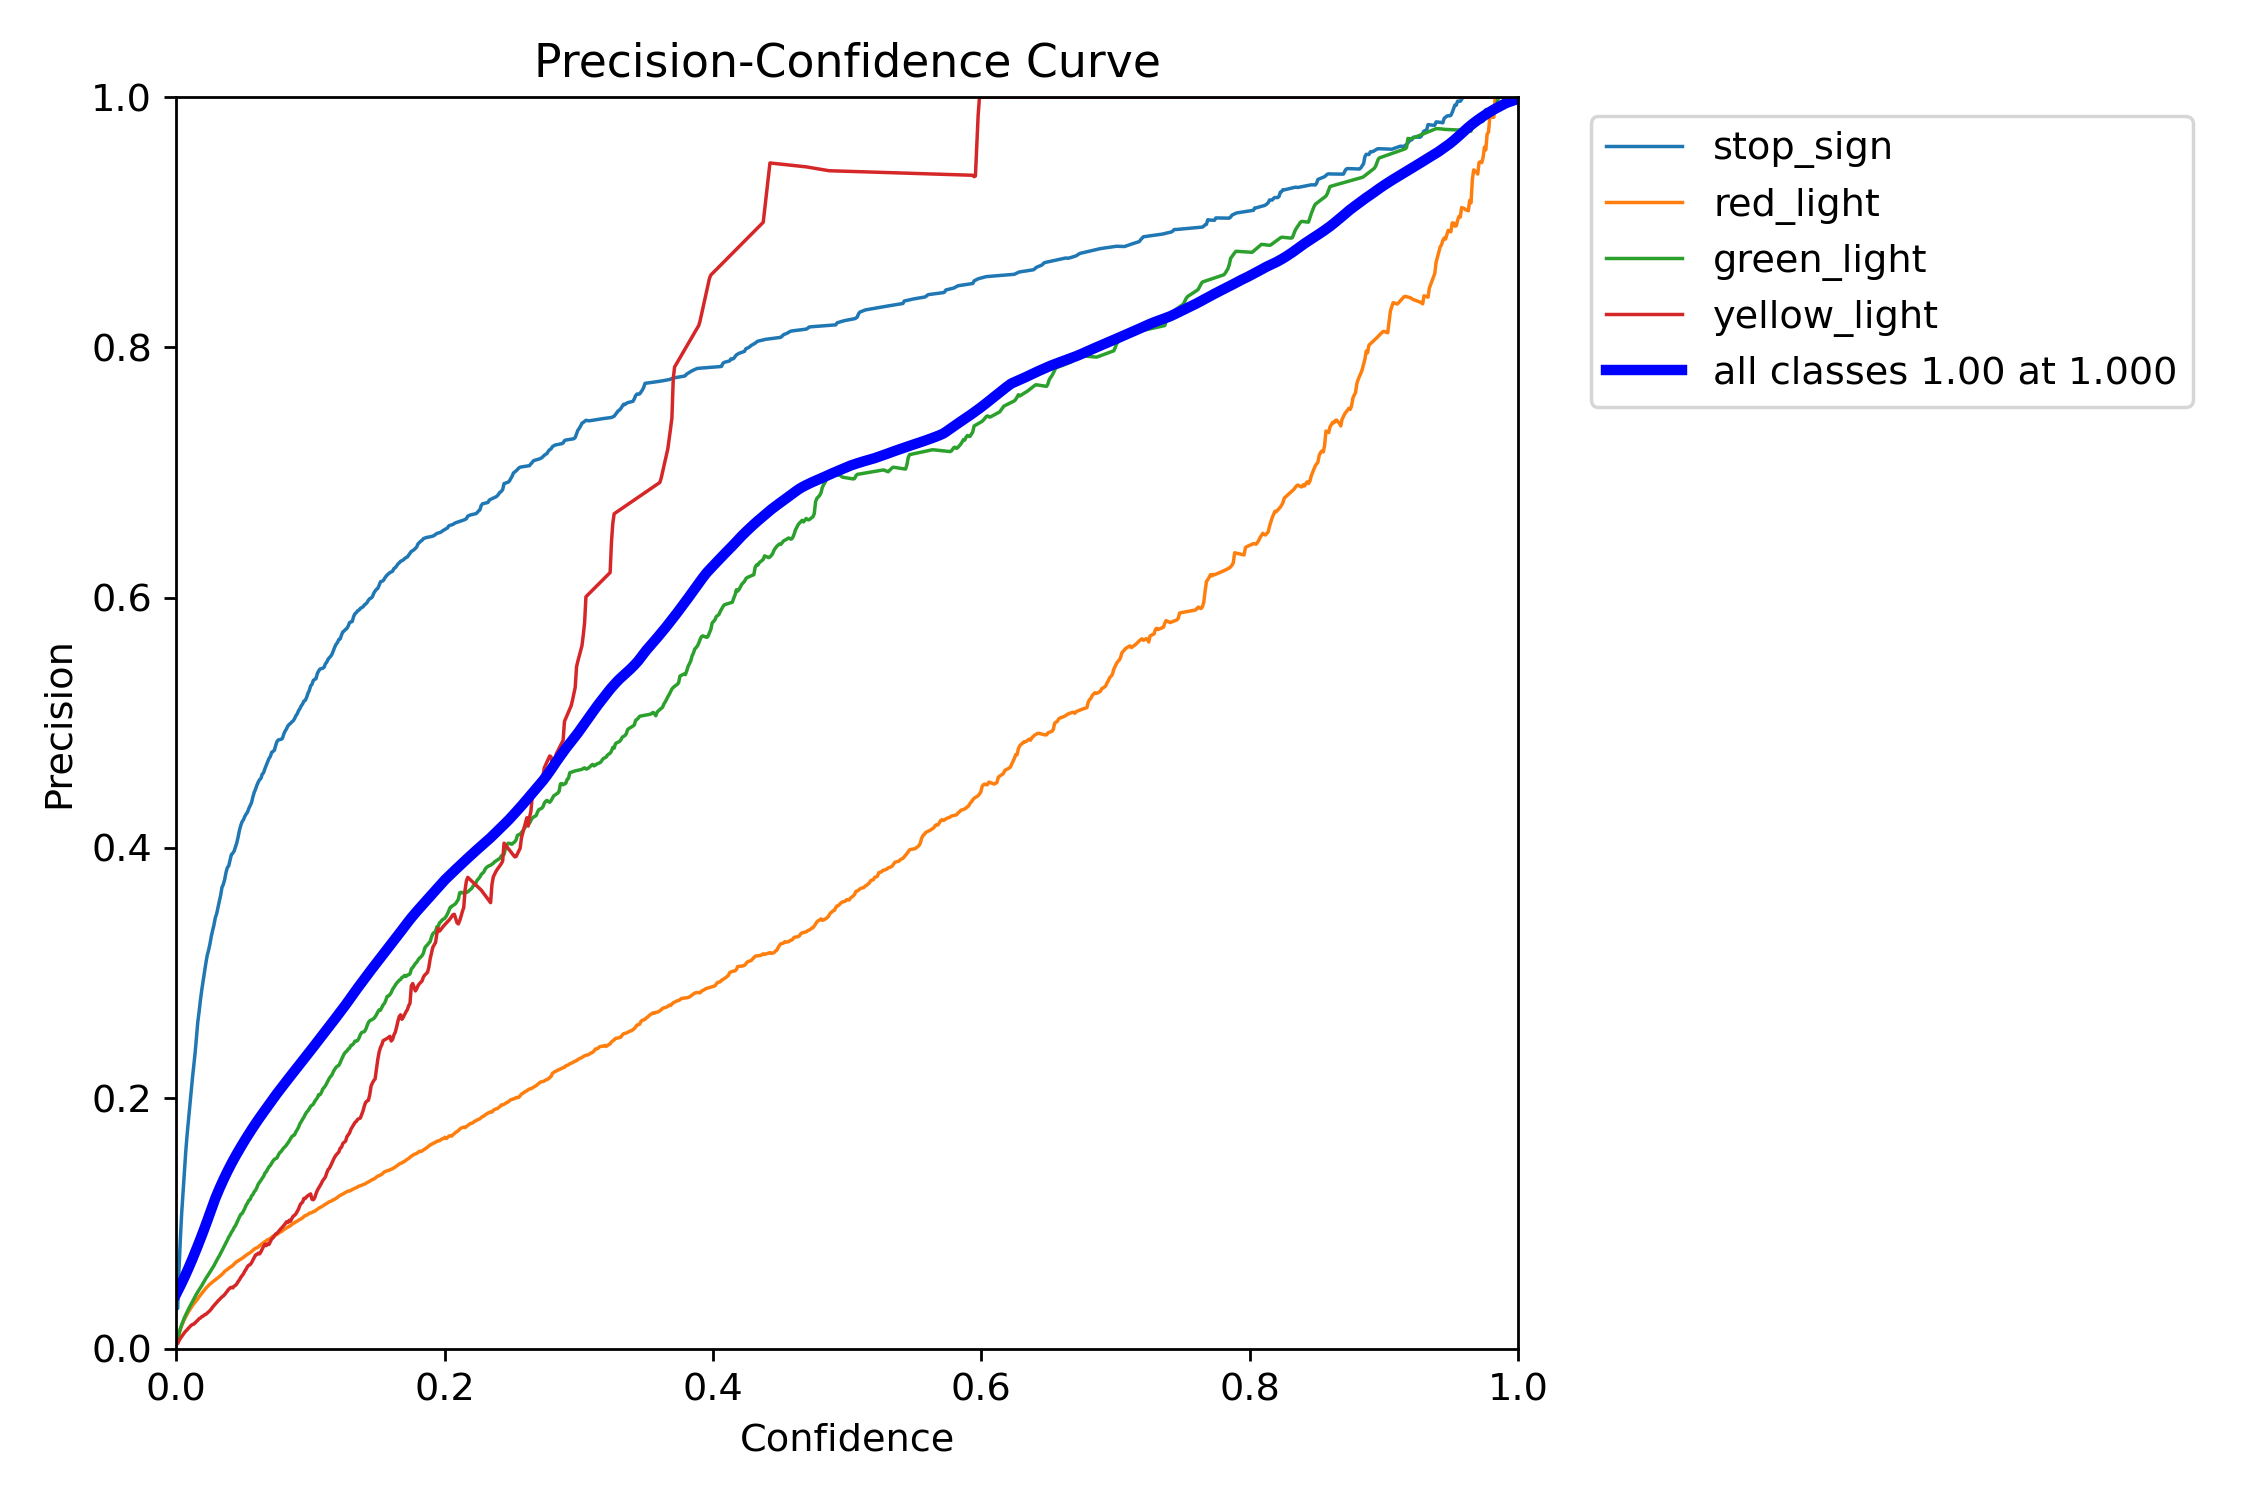 Precision-Confidence Curve
1.0
0.8
0.6
0.4
0.2
0.0
Precision
0.0 0.2 0.4 0.6 0.8 1.0
Confidence
stop_sign
red_light
green_light
yellow_light
all classes 1.00 at 1.000